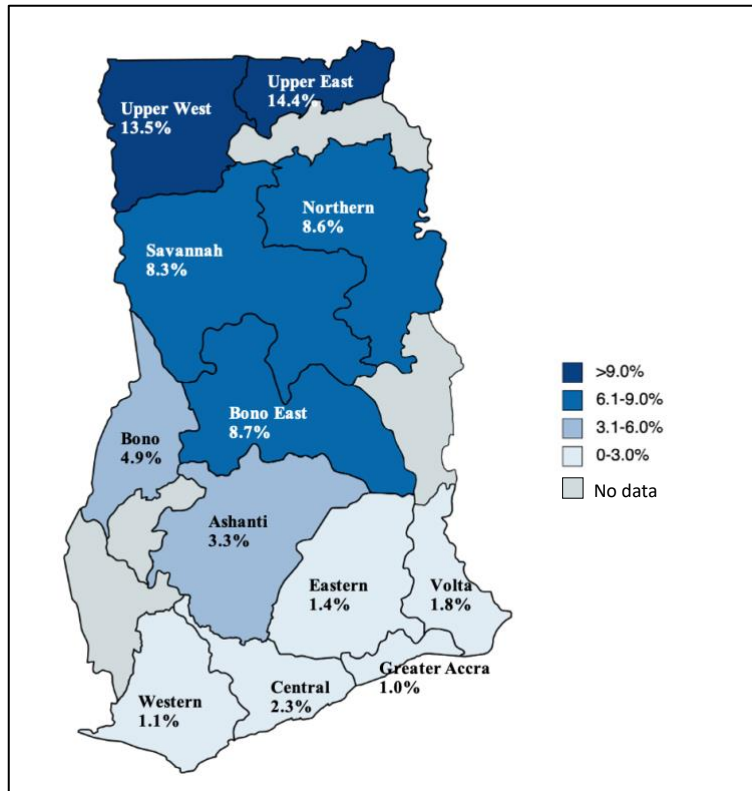 Upper East
14.4%
Upper West
13.5%
Northern
8.6%
Savannah
8.3%
>9.0%
6.1-9.0%
3.1-6.0%
0-3.0%
No data
Bono East
8.7%
Bono
4.9%
Ashanti
3.3%
Eastern
1.4%
Volta
1.8%
Greater Accra
1.0%
Central
2.3%
Western
1.1%